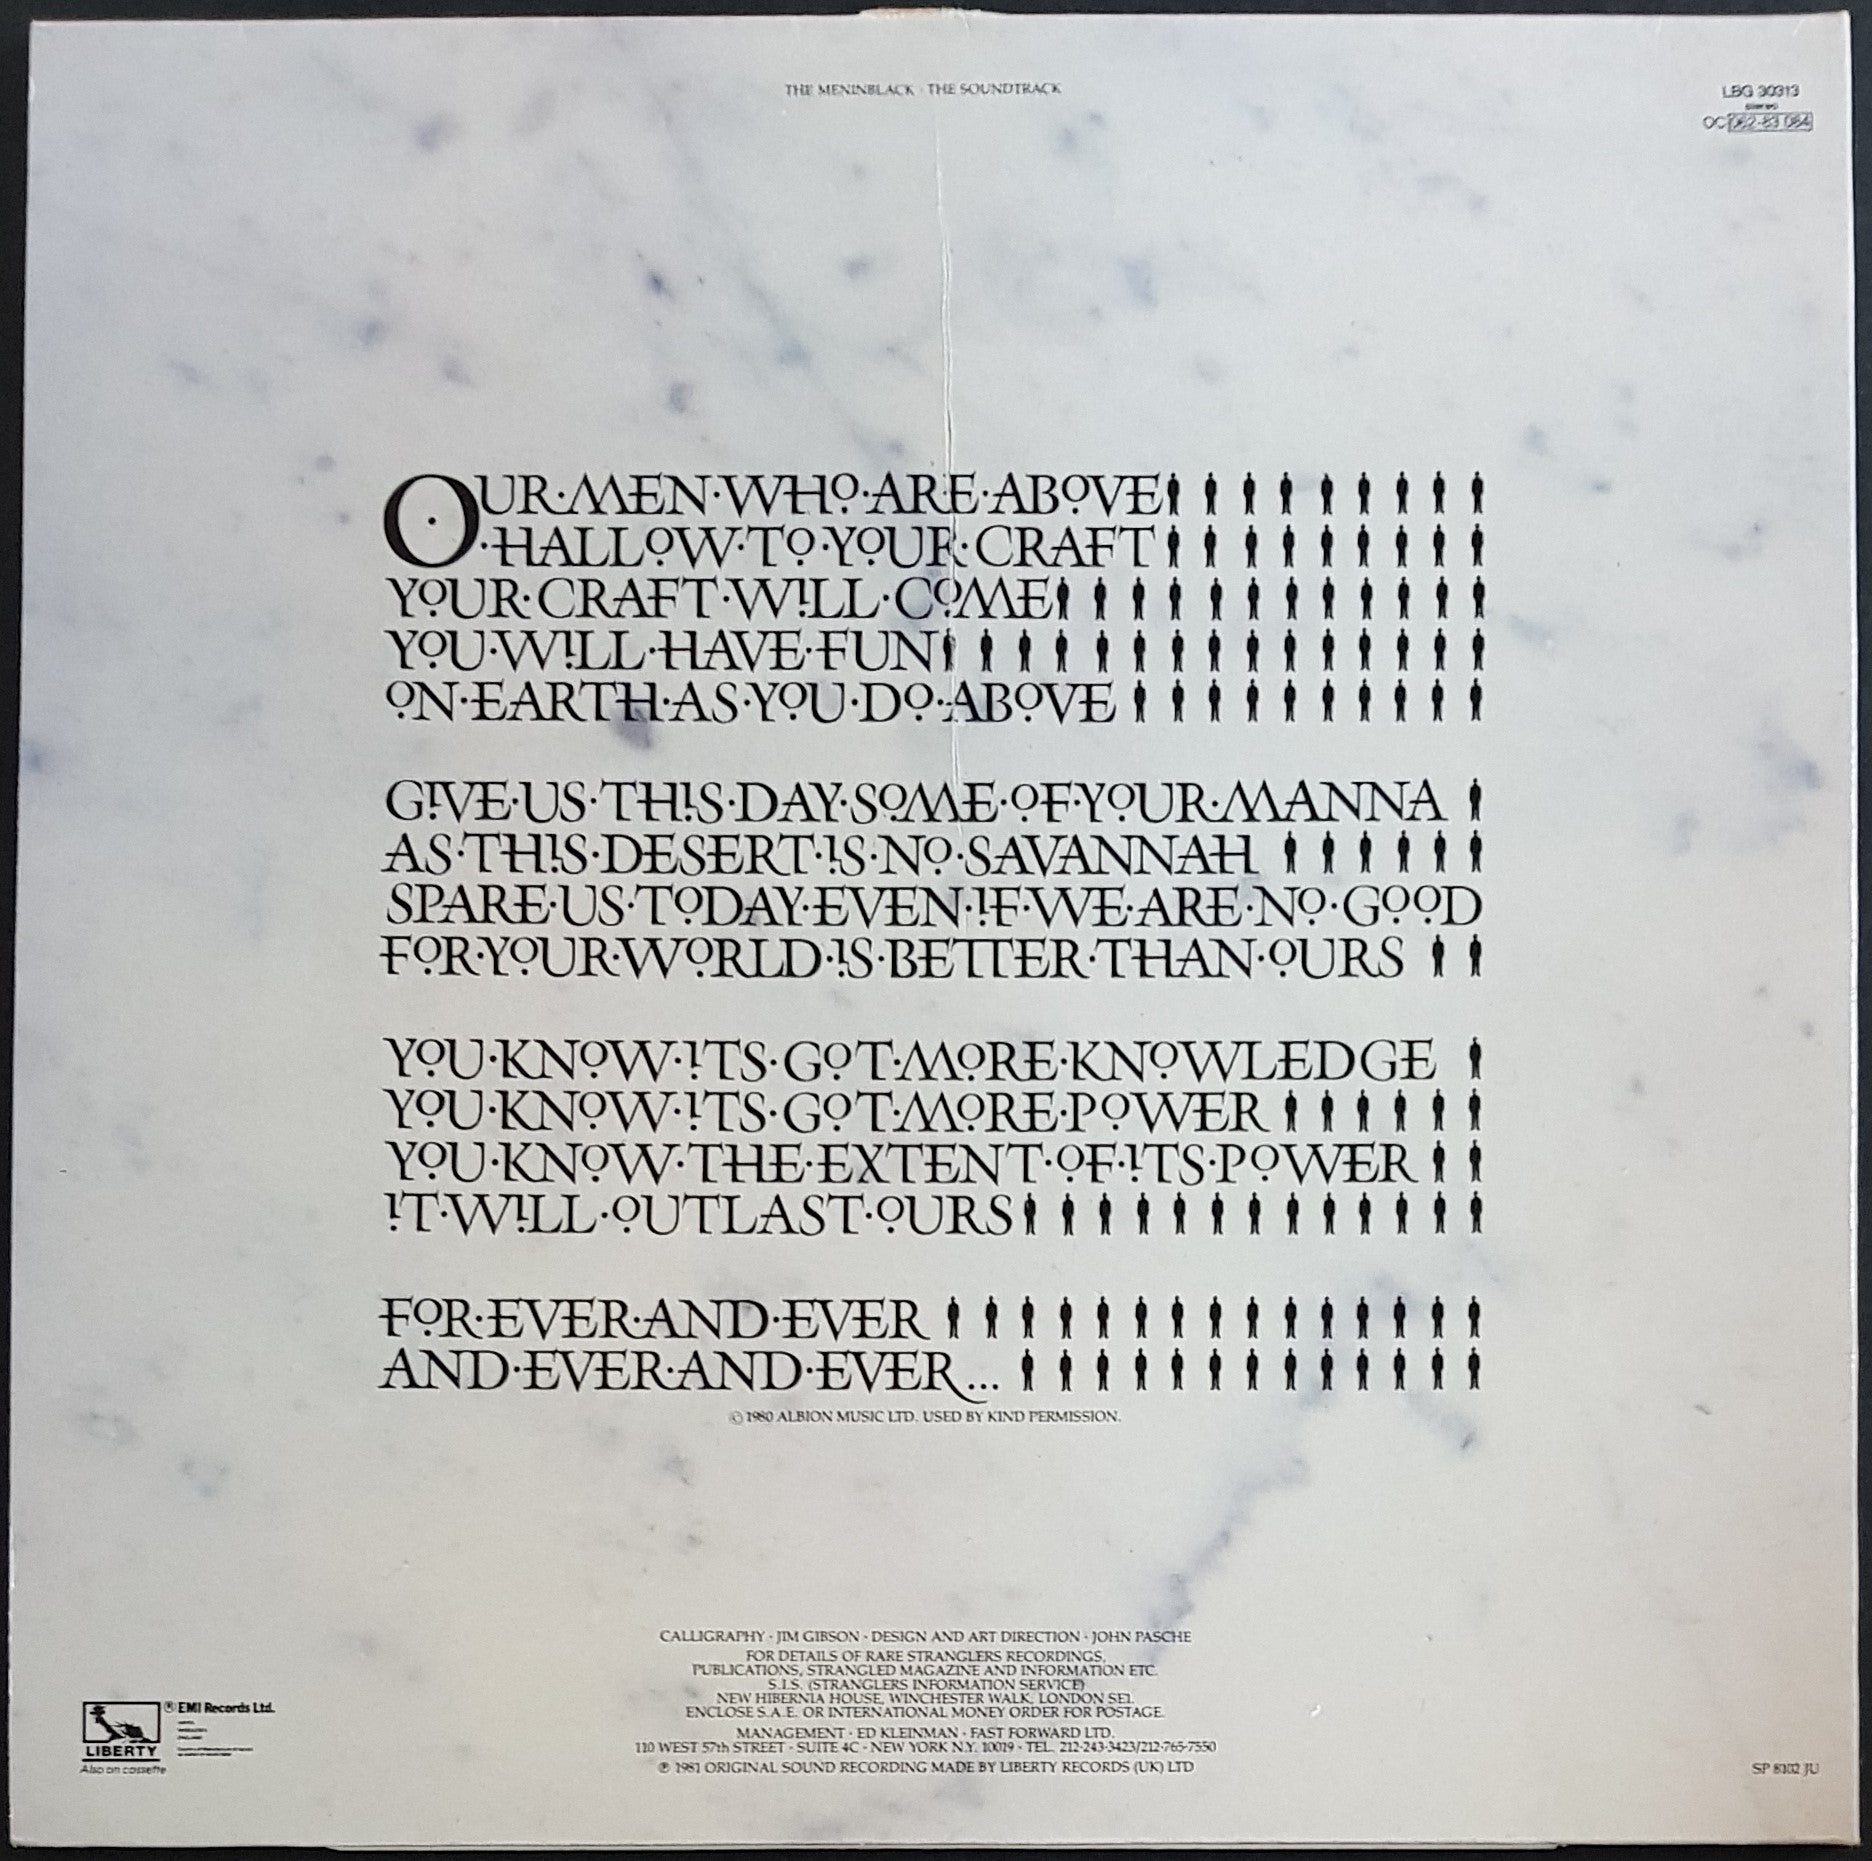 THE MENINBLACK · THE SOUNDTRACK
LBG 30313
Stereo
OC 062-83 084
OUR·MEN·WHO·ARE·ABOVE
·HALLOW·TO·YOUR·CRAFT
YOUR·CRAFT·WILL·COME
YOU·WILL·HAVE·FUN
ON·EARTH·AS·YOU·DO·ABOVE
GIVE·US·THIS·DAY·SOME·OF·YOUR·MANNA
AS·THIS·DESERT·IS·NO·SAVANNAH
SPARE·US·TODAY·EVEN·IF·WE·ARE·NO·GOOD
FOR·YOUR·WORLD·IS·BETTER·THAN·OURS
YOU·KNOW·ITS·GOT·MORE·KNOWLEDGE
YOU·KNOW·ITS·GOT·MORE·POWER
YOU·KNOW·THE·EXTENT·OF·ITS·POWER
IT·WILL·OUTLAST·OURS
FOR·EVER·AND·EVER
AND·EVER·AND·EVER...
© 1980 ALBION MUSIC LTD. USED BY KIND PERMISSION.
CALLIGRAPHY · JIM GIBSON · DESIGN AND ART DIRECTION · JOHN PASCHE
FOR DETAILS OF RARE STRANGLERS RECORDINGS,
PUBLICATIONS, STRANGLED MAGAZINE AND INFORMATION ETC.
S.I.S. (STRANGLERS INFORMATION SERVICE)
NEW HIBERNIA HOUSE, WINCHESTER WALK, LONDON SE1.
ENCLOSE S.A.E. OR INTERNATIONAL MONEY ORDER FOR POSTAGE.
MANAGEMENT · ED KLEINMAN · FAST FORWARD LTD.
110 WEST 57th STREET · SUITE 4C · NEW YORK N.Y. 10019 · TEL. 212-243-3423/212-765-7550
℗ 1981 ORIGINAL SOUND RECORDING MADE BY LIBERTY RECORDS (UK) LTD
® EMI Records Ltd.
LIBERTY
Also on cassette
SP 8102 JU